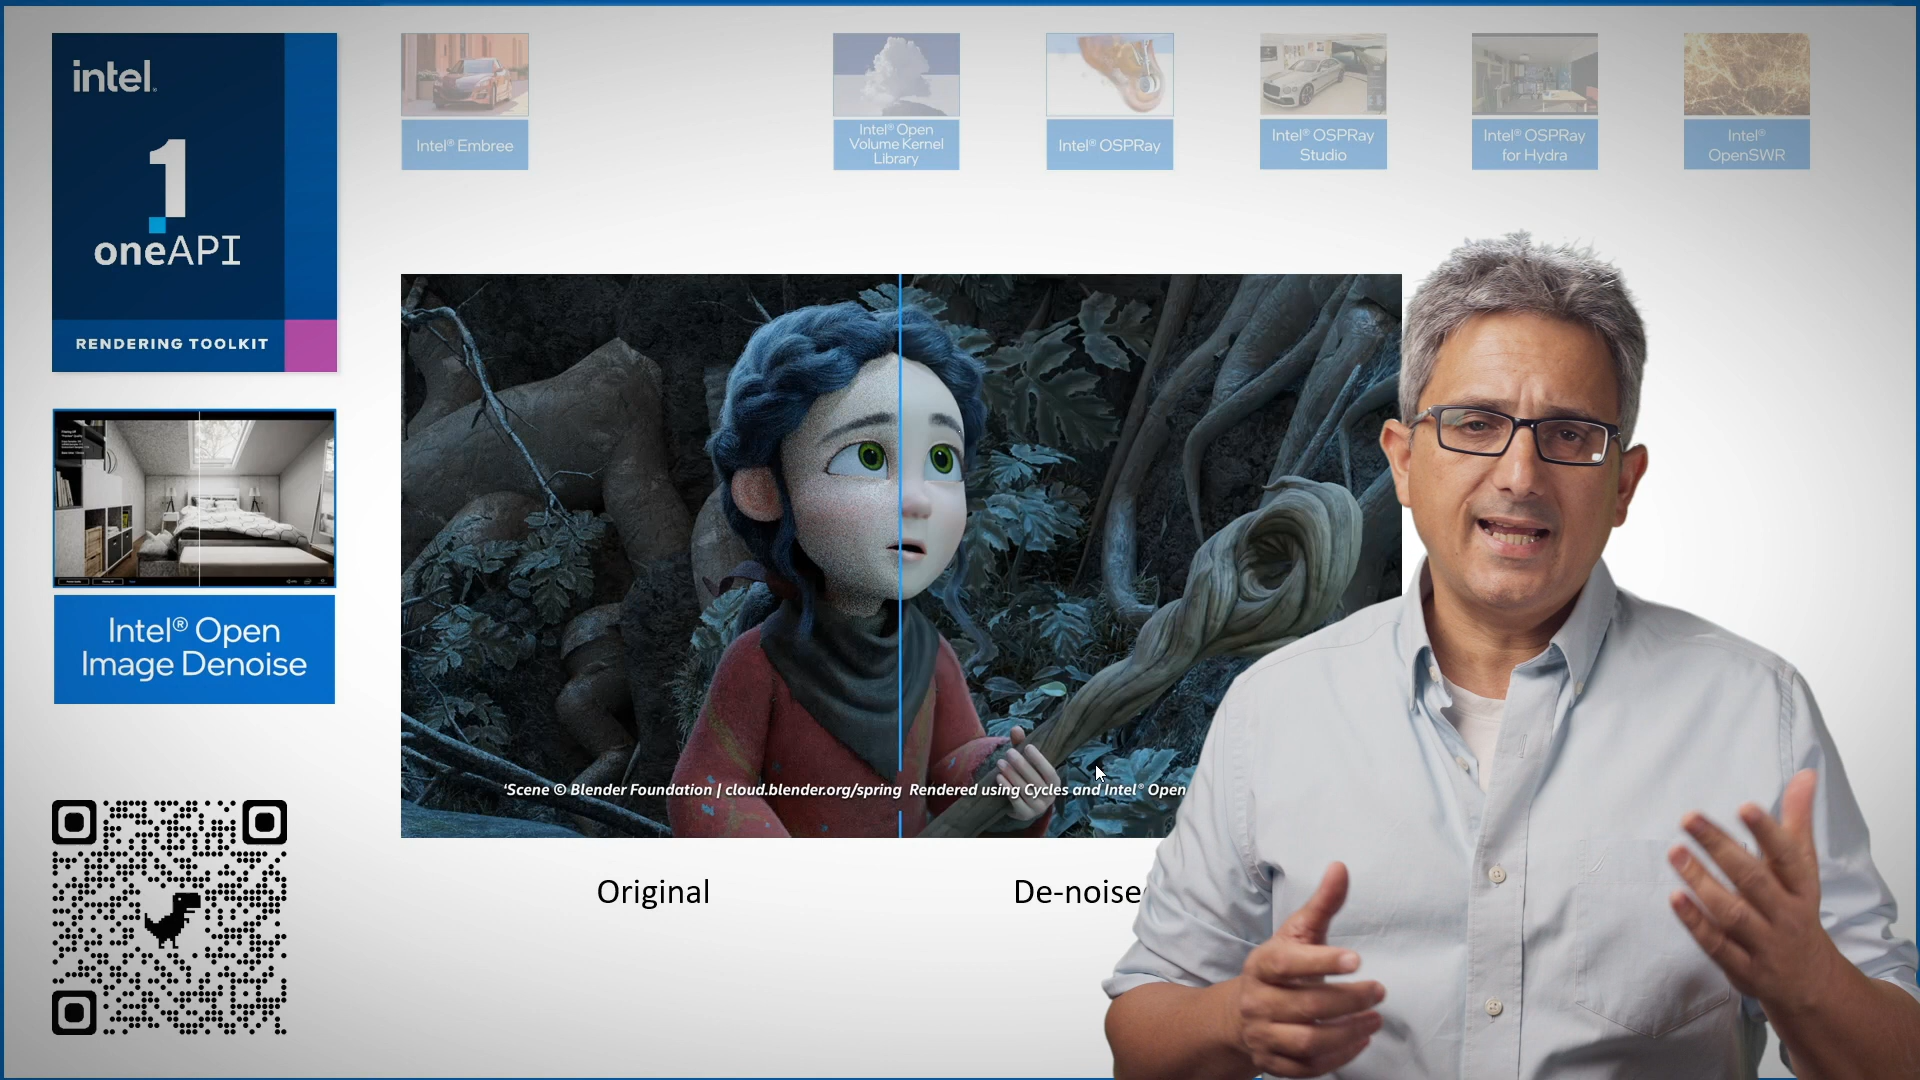 intel.
1
oneAPI
RENDERING TOOLKIT
Intel® Embree
Intel® Open
Volume Kernel
Library
Intel® OSPRay
Intel® OSPRay
Studio
Intel® OSPRay
for Hydra
Intel®
OpenSWR
Intel® Open
Image Denoise
‘Scene © Blender Foundation | cloud.blender.org/spring Rendered using Cycles and Intel® Open
Original
De-noise